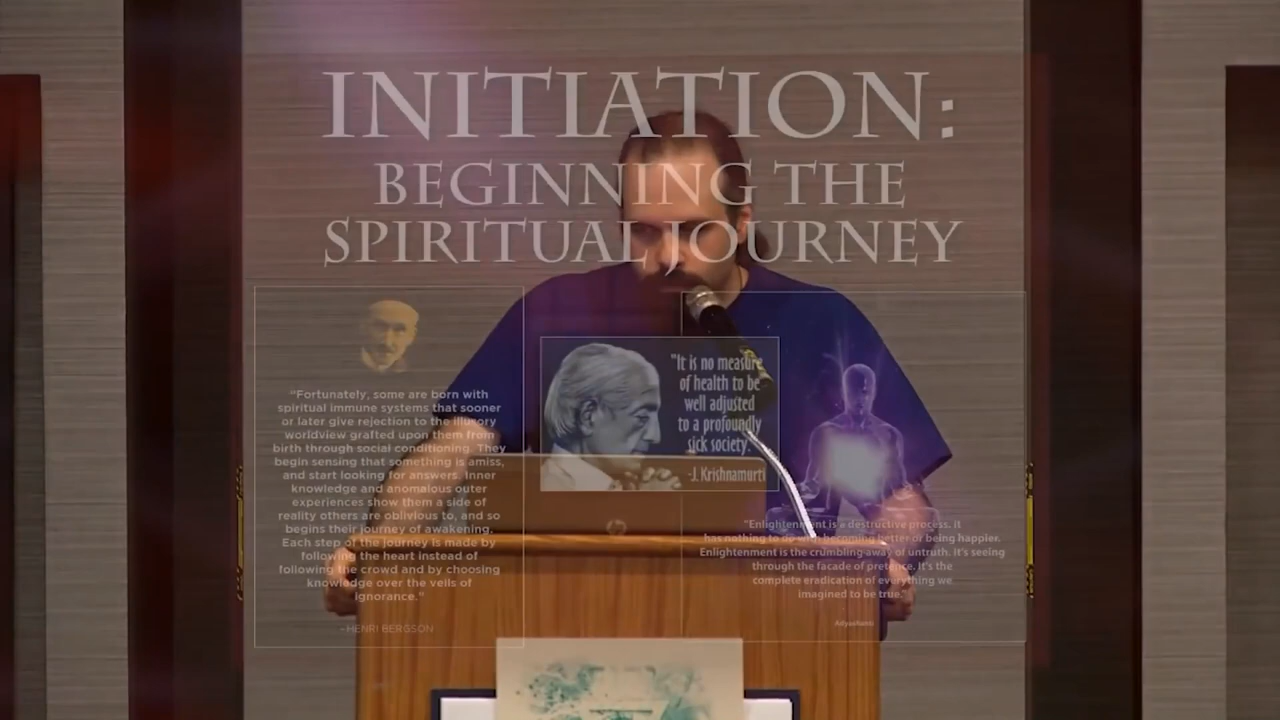 INITIATION:
BEGINNING THE
SPIRITUAL JOURNEY
"Fortunately, some are born with
spiritual immune systems that sooner
or later give rejection to the illusory
worldview grafted upon them from
birth through social conditioning. They
begin sensing that something is amiss,
and start looking for answers. Inner
knowledge and anomalous outer
experiences show them a side of
reality others are oblivious to, and so
begins their journey of awakening.
Each step of the journey is made by
following the heart instead of
following the crowd and by choosing
knowledge over the veils of
ignorance."
~HENRI BERGSON
"It is no measure
of health to be
well adjusted
to a profoundly
sick society."
-J. Krishnamurti
"Enlightenment is a destructive process. It
has nothing to do with becoming better or being happier.
Enlightenment is the crumbling-away of untruth. It's seeing
through the facade of pretence. It's the
complete eradication of everything we
imagined to be true."
Adyashanti